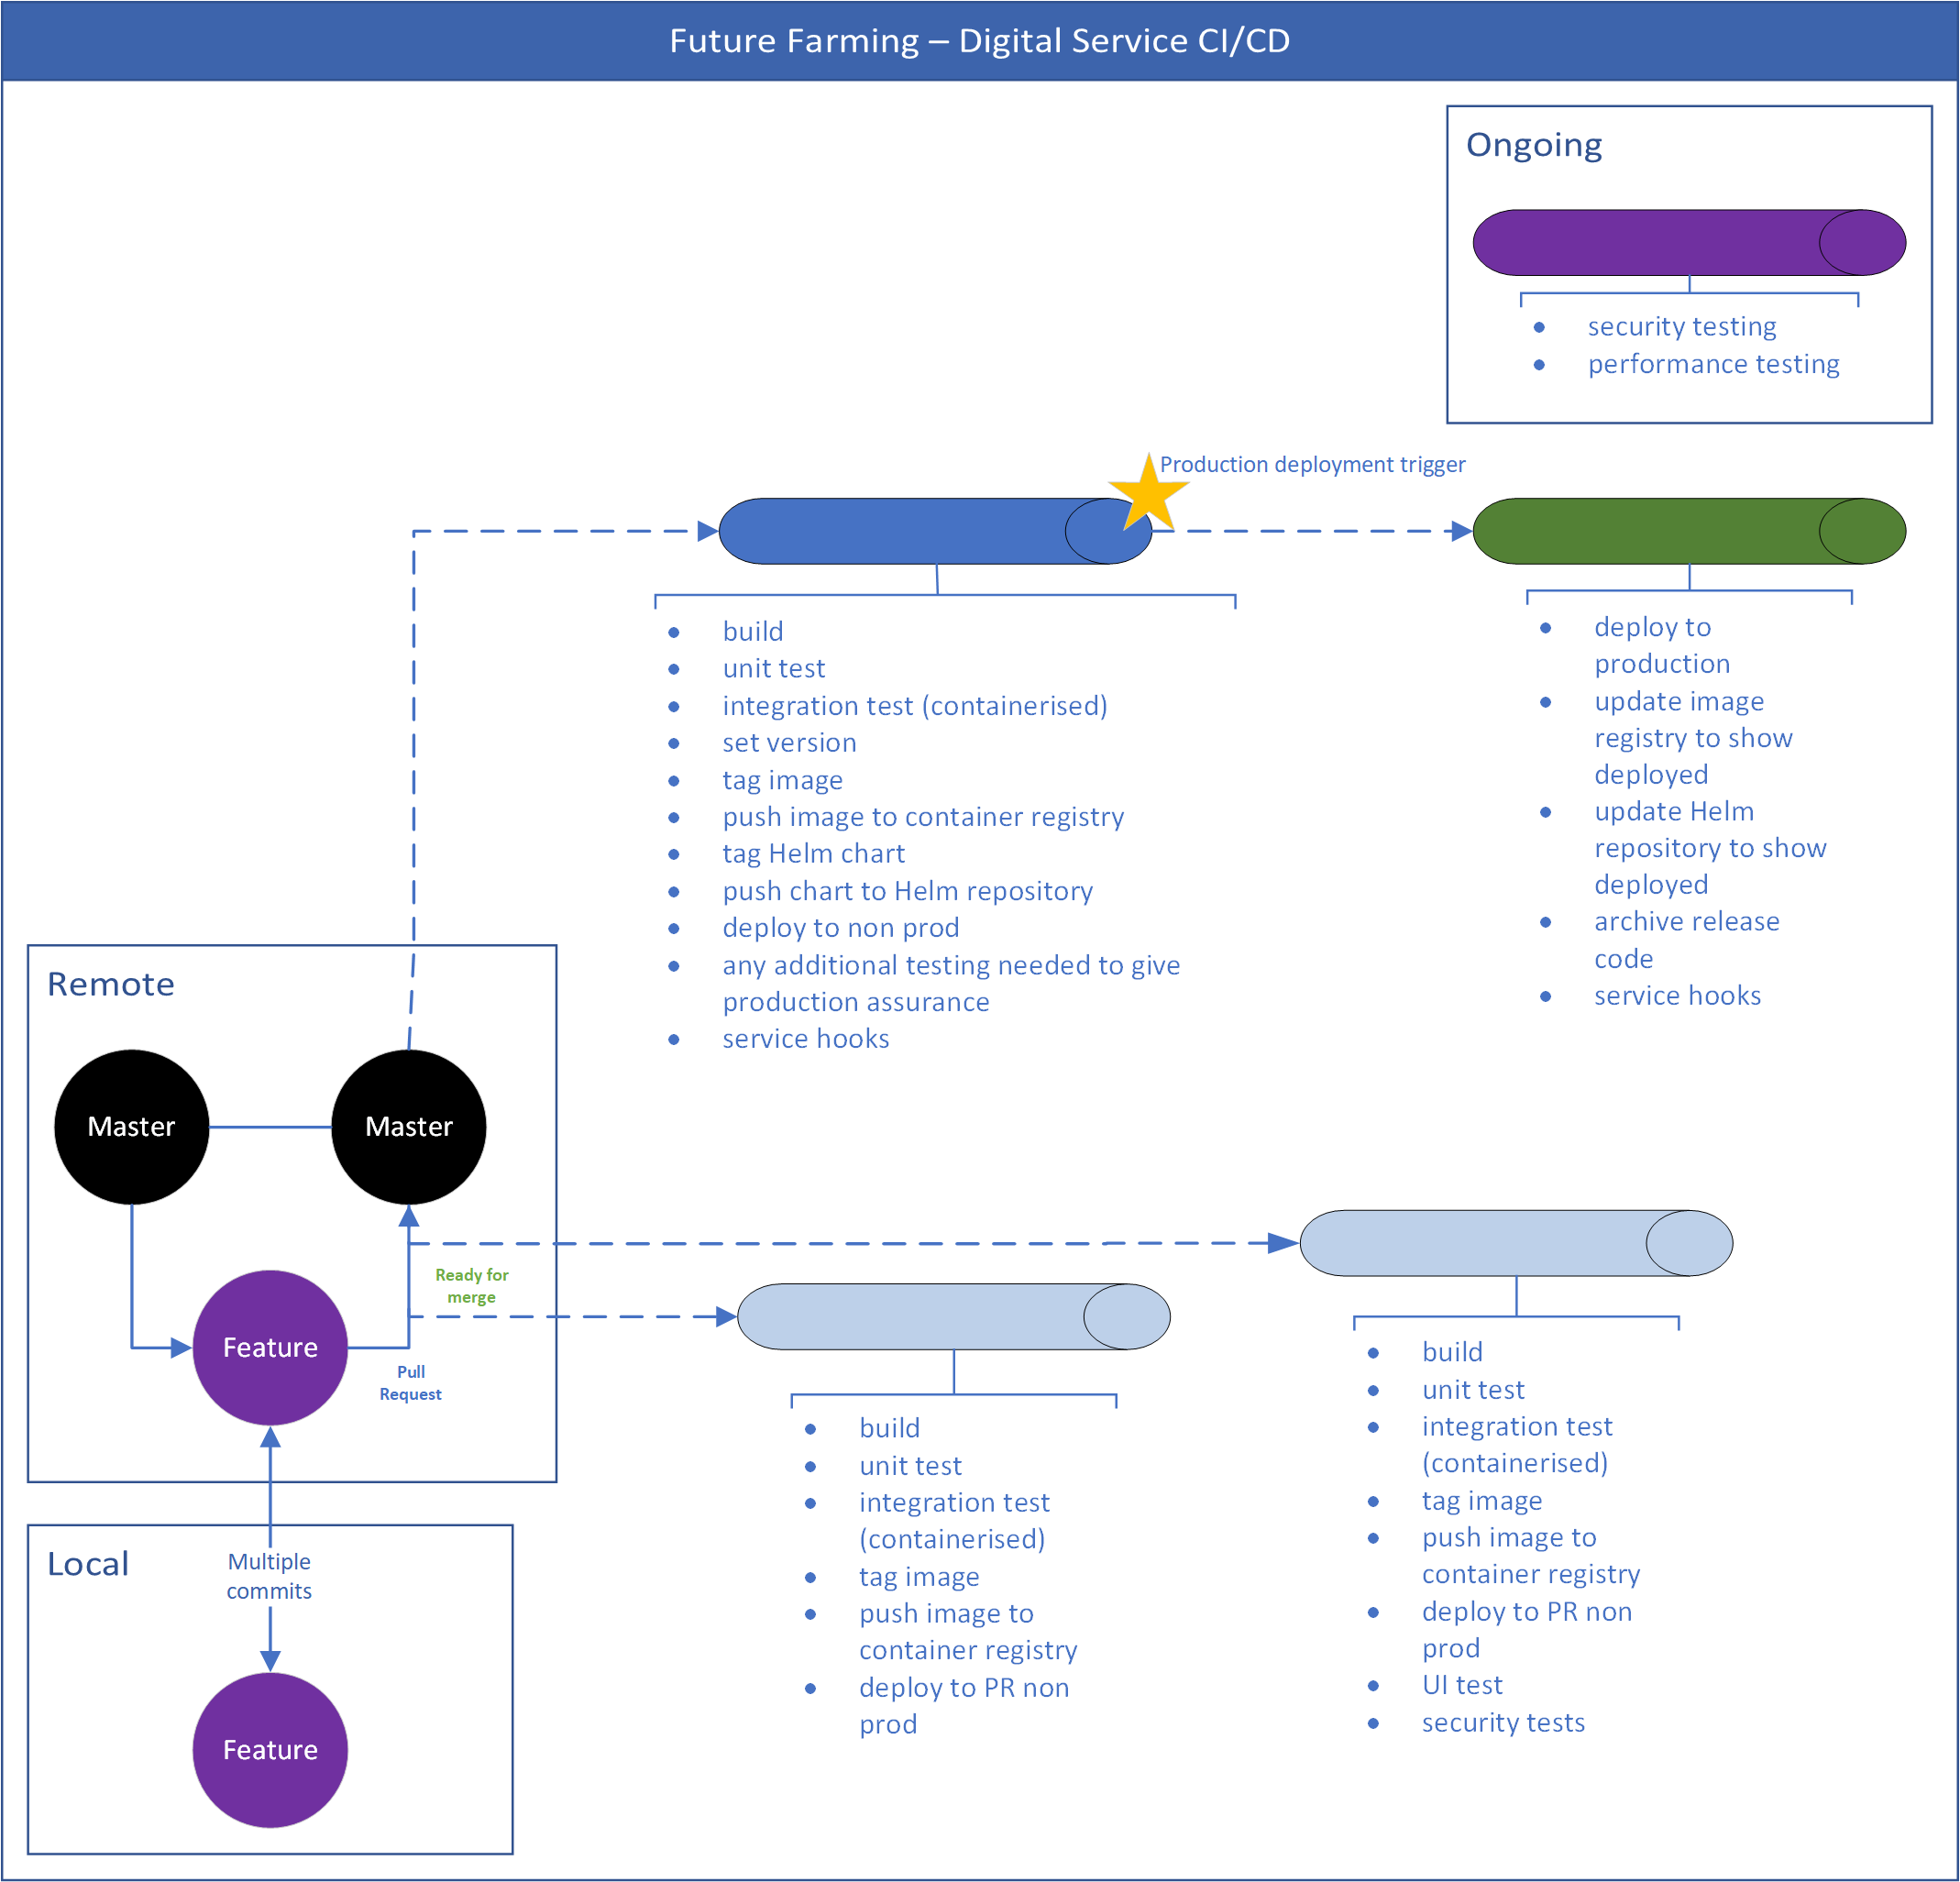 Future Farming – Digital Service CI/CD
Ongoing
• security testing
• performance testing
Production deployment trigger
• build
• unit test
• integration test (containerised)
• set version
• tag image
• push image to container registry
• tag Helm chart
• push chart to Helm repository
• deploy to non prod
• any additional testing needed to give
production assurance
• service hooks
• deploy to
production
• update image
registry to show
deployed
• update Helm
repository to show
deployed
• archive release
code
• service hooks
Remote
Master
Master
Ready for
merge
Feature
Pull
Request
• build
• unit test
• integration test
(containerised)
• tag image
• push image to
container registry
• deploy to PR non
prod
• build
• unit test
• integration test
(containerised)
• tag image
• push image to
container registry
• deploy to PR non
prod
• UI test
• security tests
Local
Multiple
commits
Feature